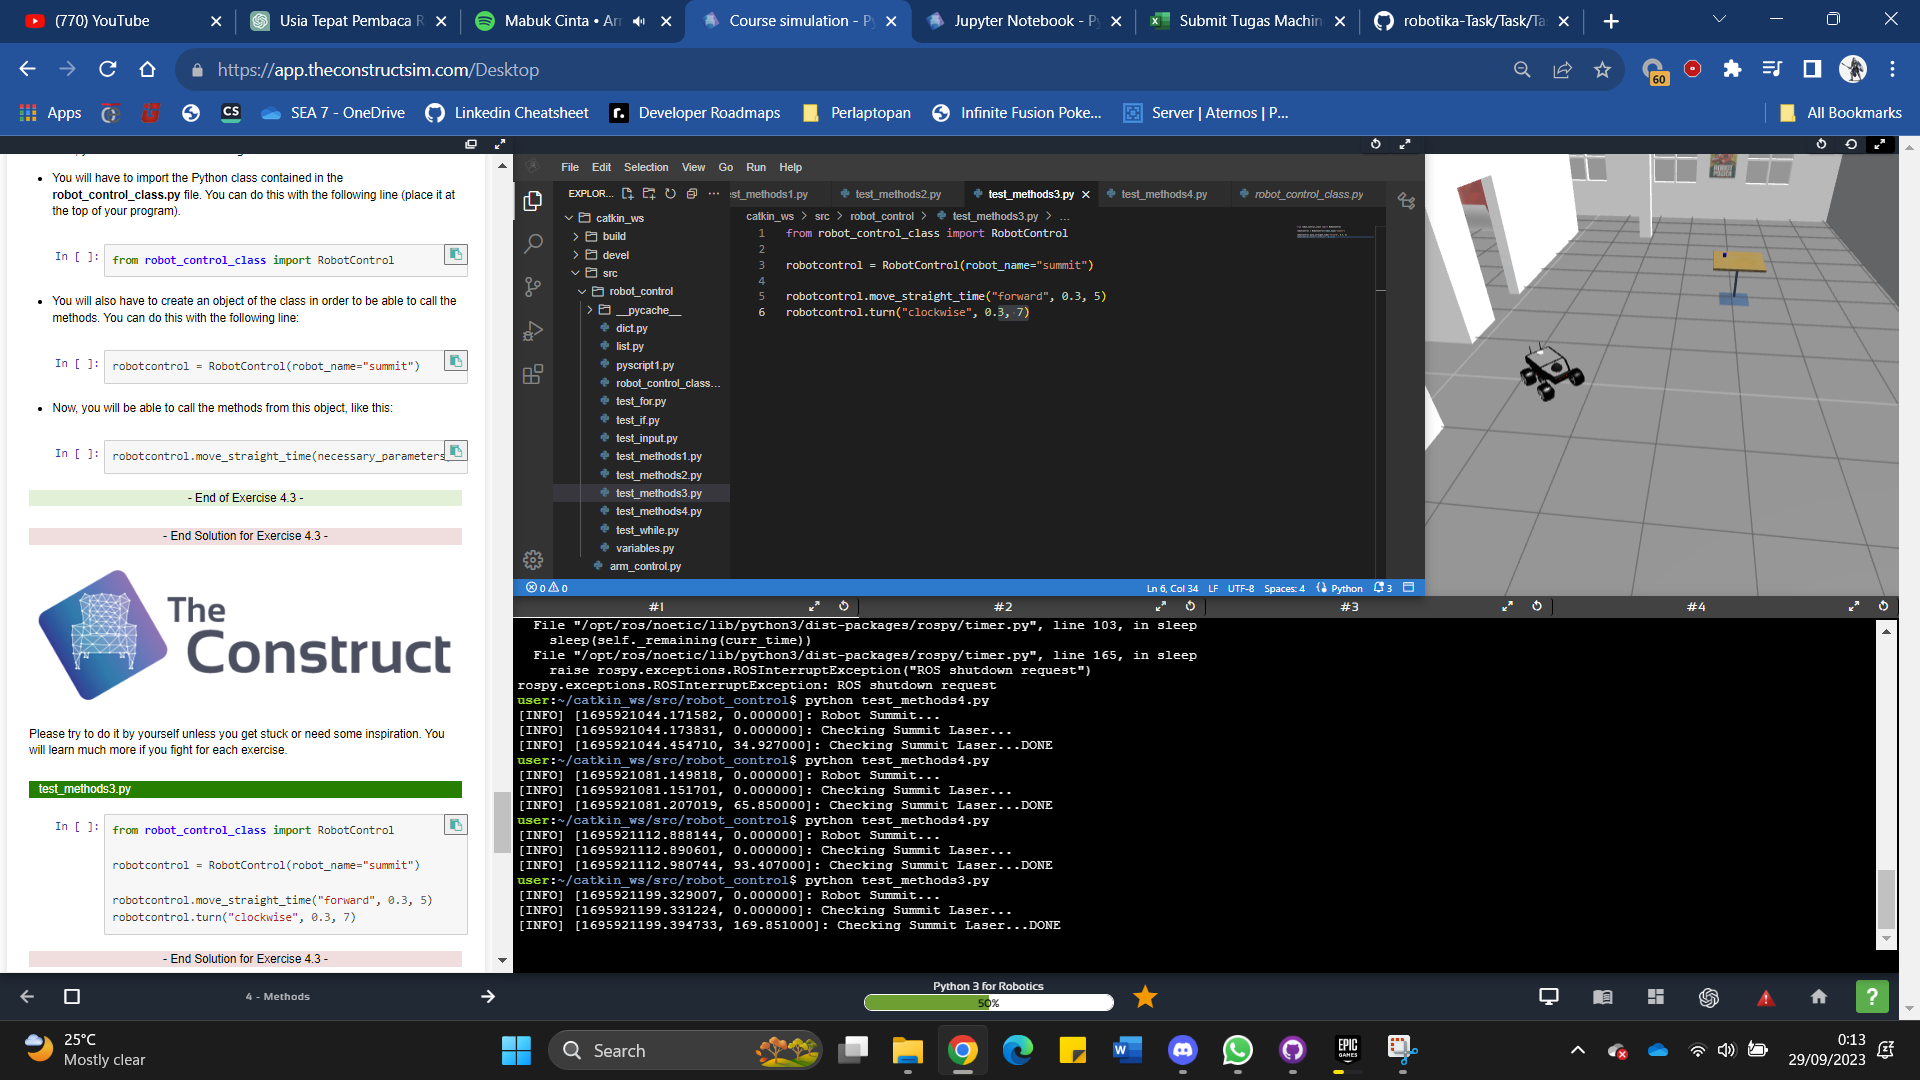 (770) YouTube
Usia Tepat Pembaca R
Mabuk Cinta • Arr
Course simulation - Py
Jupyter Notebook - Py
Submit Tugas Machin
robotika-Task/Task/Ta
https://app.theconstructsim.com/Desktop
60
Apps
CS
SEA 7 - OneDrive
Linkedin Cheatsheet
r.
Developer Roadmaps
Perlaptopan
Infinite Fusion Poke...
Server | Aternos | P...
All Bookmarks
You will have to import the Python class contained in the
robot_control_class.py file. You can do this with the following line (place it at
the top of your program).
In [ ]: from robot_control_class import RobotControl
You will also have to create an object of the class in order to be able to call the
methods. You can do this with the following line:
In [ ]: robotcontrol = RobotControl(robot_name="summit")
Now, you will be able to call the methods from this object, like this:
In [ ]: robotcontrol.move_straight_time(necessary_parameters
- End of Exercise 4.3 -
- End Solution for Exercise 4.3 -
The
Construct
Please try to do it by yourself unless you get stuck or need some inspiration. You
will learn much more if you fight for each exercise.
test_methods3.py
In [ ]: from robot_control_class import RobotControl
robotcontrol = RobotControl(robot_name="summit")
robotcontrol.move_straight_time("forward", 0.3, 5)
robotcontrol.turn("clockwise", 0.3, 7)
- End Solution for Exercise 4.3 -
File Edit Selection View Go Run Help
EXPLOR...
catkin_ws
build
devel
src
robot_control
__pycache__
dict.py
list.py
pyscript1.py
robot_control_class...
test_for.py
test_if.py
test_input.py
test_methods1.py
test_methods2.py
test_methods3.py
test_methods4.py
test_while.py
variables.py
arm_control.py
est_methods1.py
test_methods2.py
test_methods3.py
test_methods4.py
robot_control_class.py
catkin_ws > src > robot_control > test_methods3.py > ...
1 from robot_control_class import RobotControl
2
3 robotcontrol = RobotControl(robot_name="summit")
4
5 robotcontrol.move_straight_time("forward", 0.3, 5)
6 robotcontrol.turn("clockwise", 0.3, 7)
0 0
Ln 6, Col 34 LF UTF-8 Spaces: 4 Python 3
#1
#2
#3
#4
File "/opt/ros/noetic/lib/python3/dist-packages/rospy/timer.py", line 103, in sleep
sleep(self._remaining(curr_time))
File "/opt/ros/noetic/lib/python3/dist-packages/rospy/timer.py", line 165, in sleep
raise rospy.exceptions.ROSInterruptException("ROS shutdown request")
rospy.exceptions.ROSInterruptException: ROS shutdown request
user:~/catkin_ws/src/robot_control$ python test_methods4.py
[INFO] [1695921044.171582, 0.000000]: Robot Summit...
[INFO] [1695921044.173831, 0.000000]: Checking Summit Laser...
[INFO] [1695921044.454710, 34.927000]: Checking Summit Laser...DONE
user:~/catkin_ws/src/robot_control$ python test_methods4.py
[INFO] [1695921081.149818, 0.000000]: Robot Summit...
[INFO] [1695921081.151701, 0.000000]: Checking Summit Laser...
[INFO] [1695921081.207019, 65.850000]: Checking Summit Laser...DONE
user:~/catkin_ws/src/robot_control$ python test_methods4.py
[INFO] [1695921112.888144, 0.000000]: Robot Summit...
[INFO] [1695921112.890601, 0.000000]: Checking Summit Laser...
[INFO] [1695921112.980744, 93.407000]: Checking Summit Laser...DONE
user:~/catkin_ws/src/robot_control$ python test_methods3.py
[INFO] [1695921199.329007, 0.000000]: Robot Summit...
[INFO] [1695921199.331224, 0.000000]: Checking Summit Laser...
[INFO] [1695921199.394733, 169.851000]: Checking Summit Laser...DONE
4 - Methods
Python 3 for Robotics
50%
?
25°C
Mostly clear
Search
EPIC
GAMES
0:13
29/09/2023